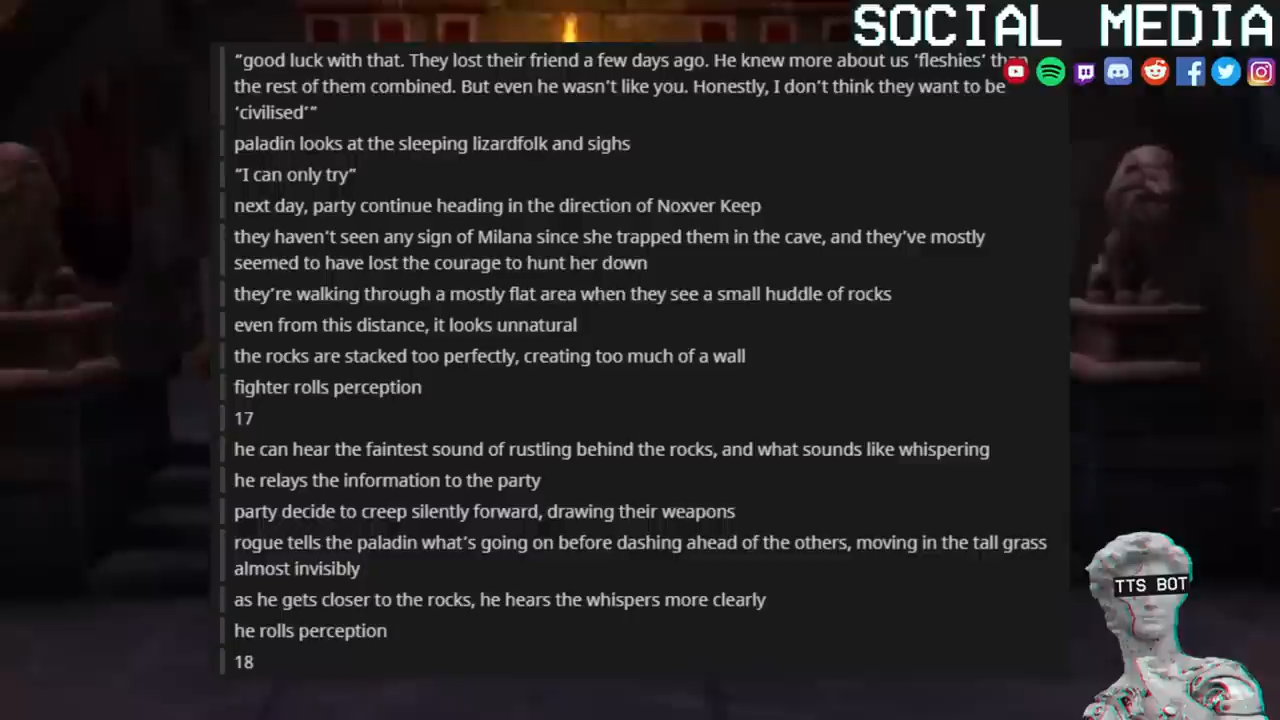 SOCIAL MEDIA
"good luck with that. They lost their friend a few days ago. He knew more about us 'fleshies'
the rest of them combined. But even he wasn't like you. Honestly, I don't think they want to be
'civilised'"
paladin looks at the sleeping lizardfolk and sighs
"I can only try"
next day, party continue heading in the direction of Noxver Keep
they haven't seen any sign of Milana since she trapped them in the cave, and they've mostly
seemed to have lost the courage to hunt her down
they're walking through a mostly flat area when they see a small huddle of rocks
even from this distance, it looks unnatural
the rocks are stacked too perfectly, creating too much of a wall
fighter rolls perception
17
he can hear the faintest sound of rustling behind the rocks, and what sounds like whispering
he relays the information to the party
party decide to creep silently forward, drawing their weapons
rogue tells the paladin what's going on before dashing ahead of the others, moving in the tall grass
almost invisibly
as he gets closer to the rocks, he hears the whispers more clearly
he rolls perception
18
TTS BOT